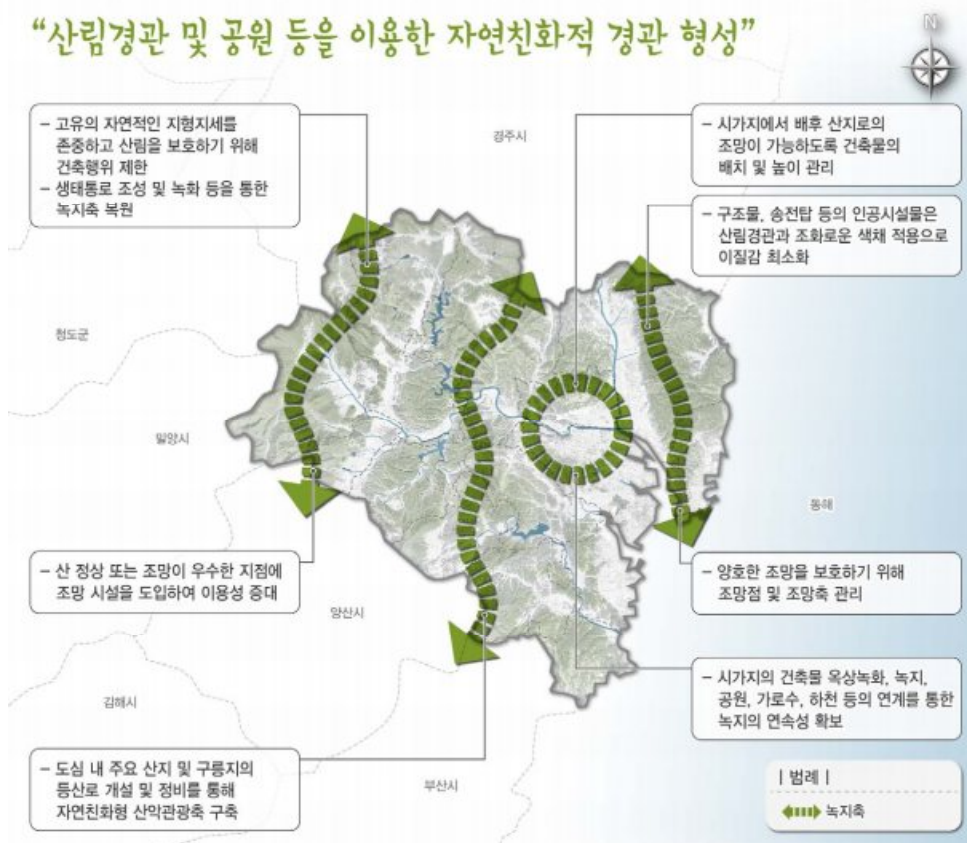 “산림경관 및 공원 등을 이용한 자연친화적 경관 형성”
N
- 고유의 자연적인 지형지세를
존중하고 산림을 보호하기 위해
건축행위 제한
- 생태통로 조성 및 녹화 등을 통한
녹지축 복원
경주시
- 시가지에서 배후 산지로의
조망이 가능하도록 건축물의
배치 및 높이 관리
- 구조물, 송전탑 등의 인공시설물은
산림경관과 조화로운 색채 적용으로
이질감 최소화
청도군
밀양시
동해
- 산 정상 또는 조망이 우수한 지점에
조망 시설을 도입하여 이용성 증대
- 양호한 조망을 보호하기 위해
조망점 및 조망축 관리
양산시
김해시
- 시가지의 건축물 옥상녹화, 녹지,
공원, 가로수, 하천 등의 연계를 통한
녹지의 연속성 확보
- 도심 내 주요 산지 및 구릉지의
등산로 개설 및 정비를 통해
자연친화형 산악관광축 구축
부산시
| 범례 |
녹지축